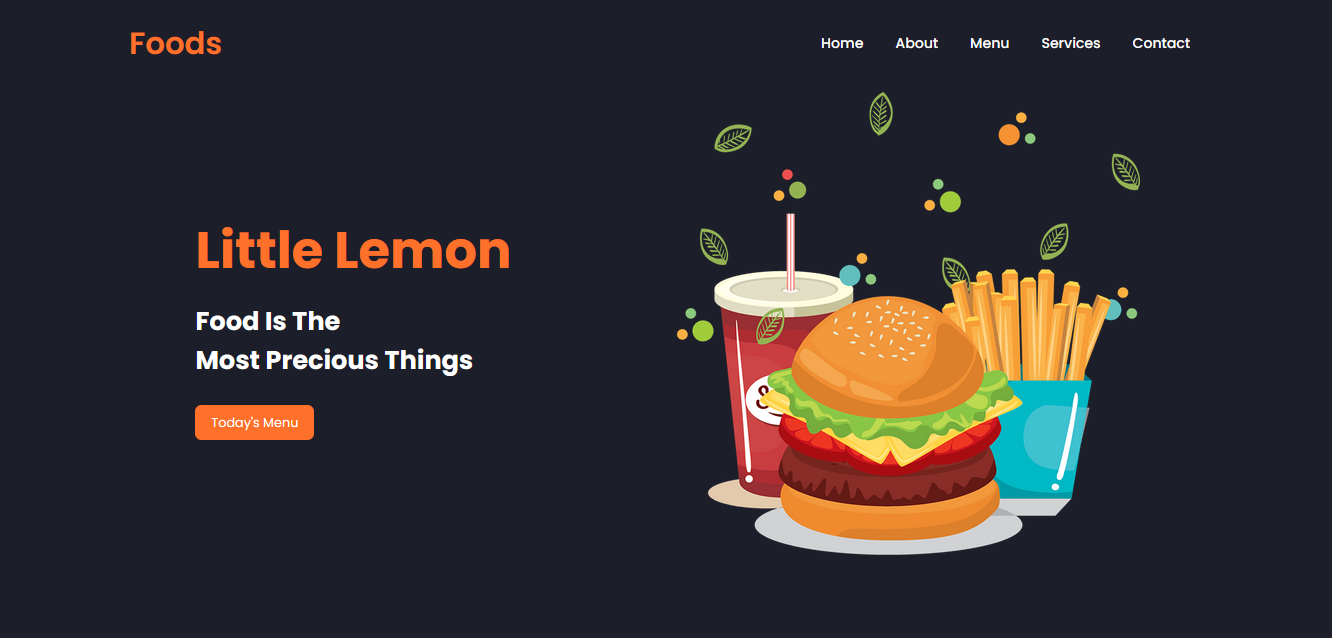 Foods
Home
About
Menu
Services
Contact
Little Lemon
Food Is The
Most Precious Things
Today's Menu